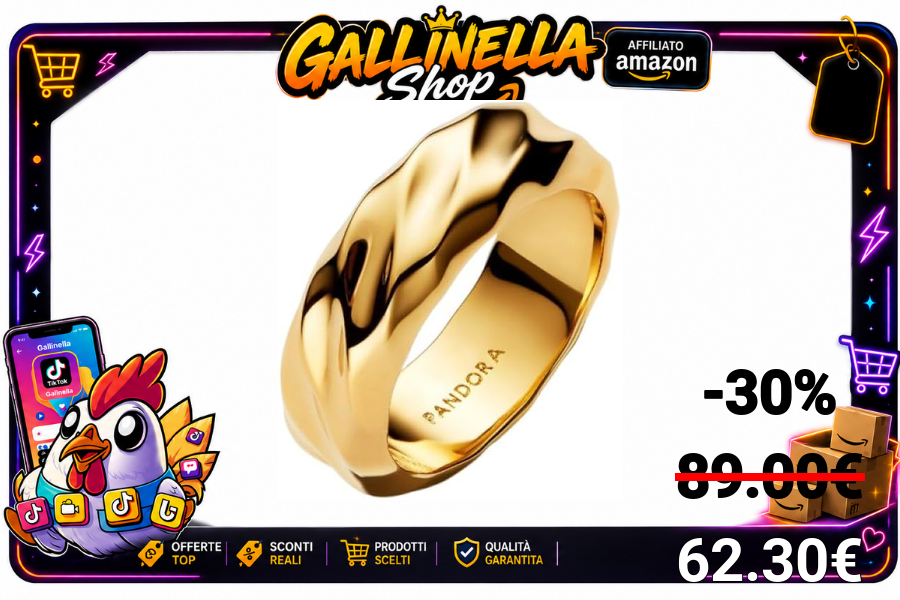 GALLINELLA
Shop
AFFILIATO
amazon
Gallinella
TikTok
Gallinella
PANDORA
-30%
89.00€
62.30€
OFFERTE
TOP
SCONTI
REALI
PRODOTTI
SCELTI
QUALITÀ
GARANTITA